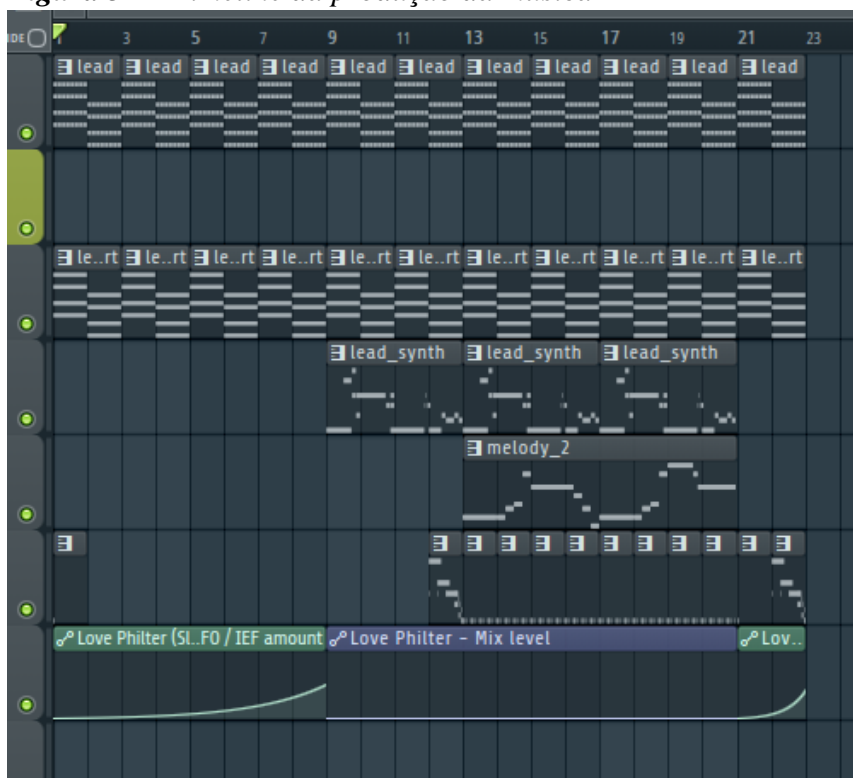 1 3 5 7 9 11 13 15 17 19 21 23
lead lead lead lead lead lead lead lead lead lead lead
le..rt le..rt le..rt le..rt le..rt le..rt le..rt le..rt le..rt le..rt le..rt
lead_synth lead_synth lead_synth
melody_2
Love Philter (Sl..FO / IEF amount Love Philter – Mix level Lov..